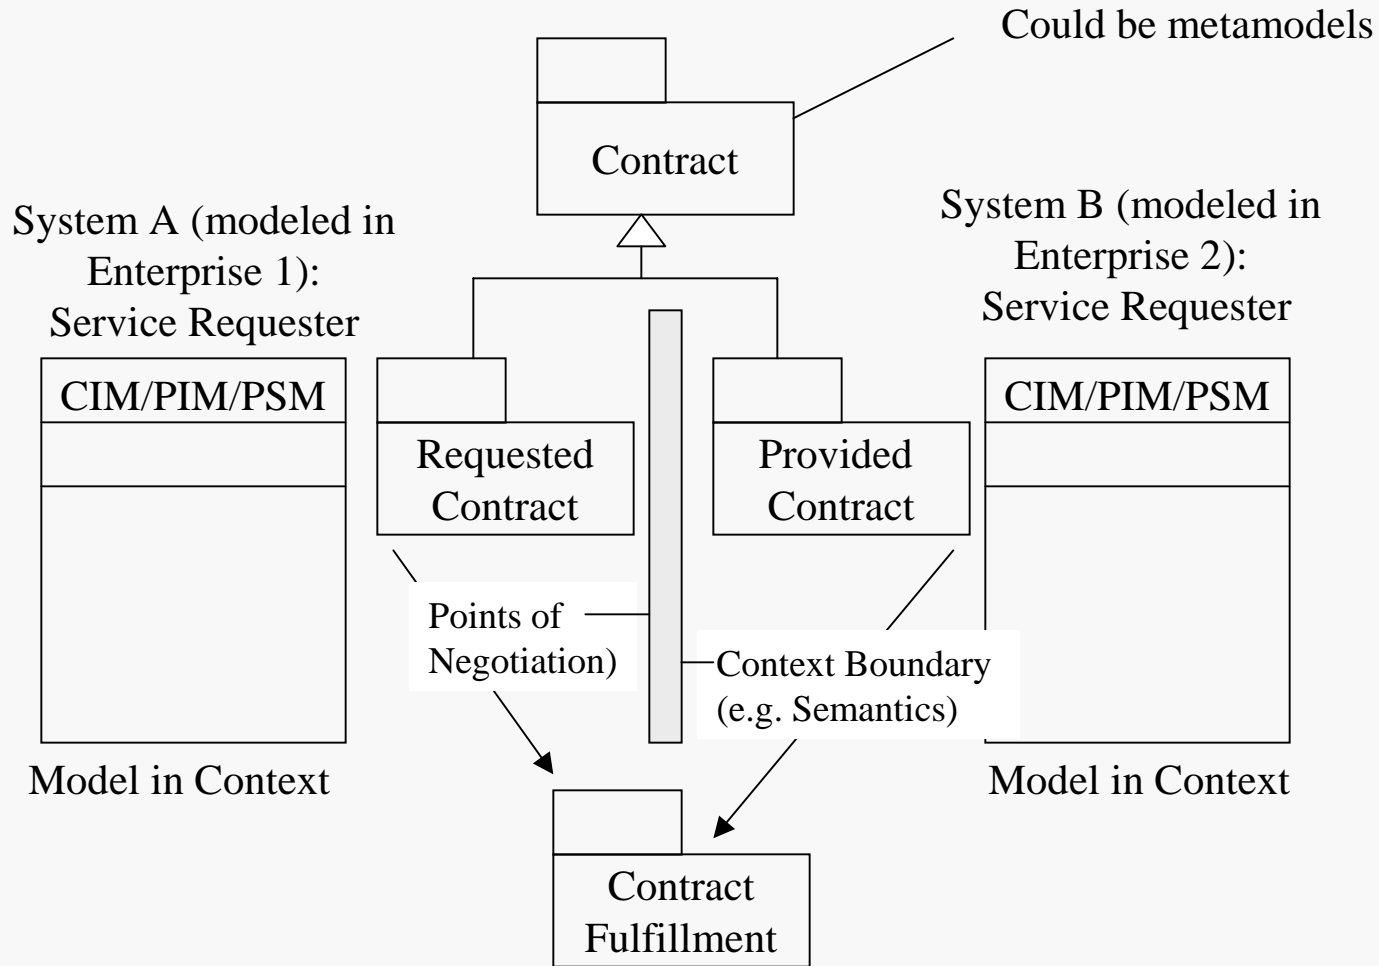 Could be metamodels
Contract
System A (modeled in
Enterprise 1):
Service Requester
System B (modeled in
Enterprise 2):
Service Requester
CIM/PIM/PSM
Requested
Contract
Provided
Contract
CIM/PIM/PSM
Points of
Negotiation)
Context Boundary
(e.g. Semantics)
Model in Context
Model in Context
Contract
Fulfillment